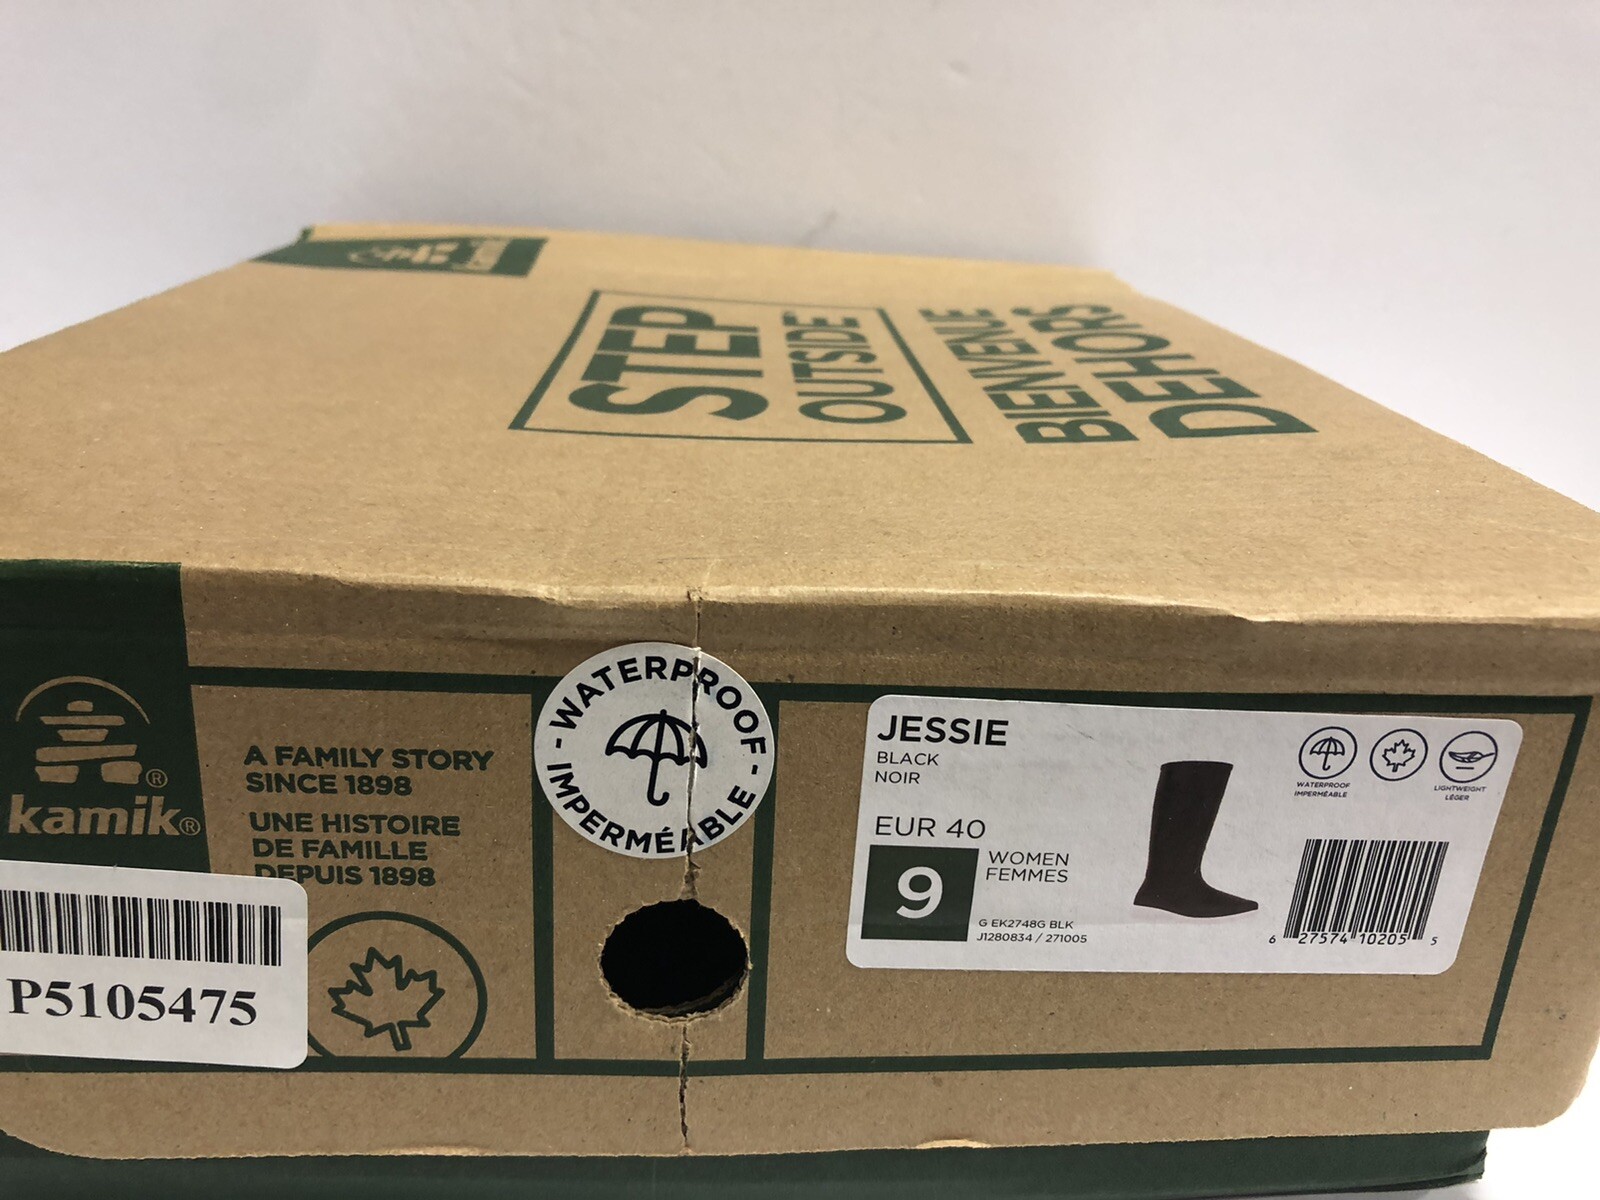 kamik
STEP
OUTSIDE
BIENVENUE
DEHORS
kamik®
A FAMILY STORY
SINCE 1898
UNE HISTOIRE
DE FAMILLE
DEPUIS 1898
P5105475
- WATERPROOF -
IMPERMÉABLE
JESSIE
BLACK
NOIR
EUR 40
9
WOMEN
FEMMES
G EK2748G BLK
J1280834 / 271005
WATERPROOF
IMPERMÉABLE
LIGHTWEIGHT
LÉGER
6 27574 10205 5